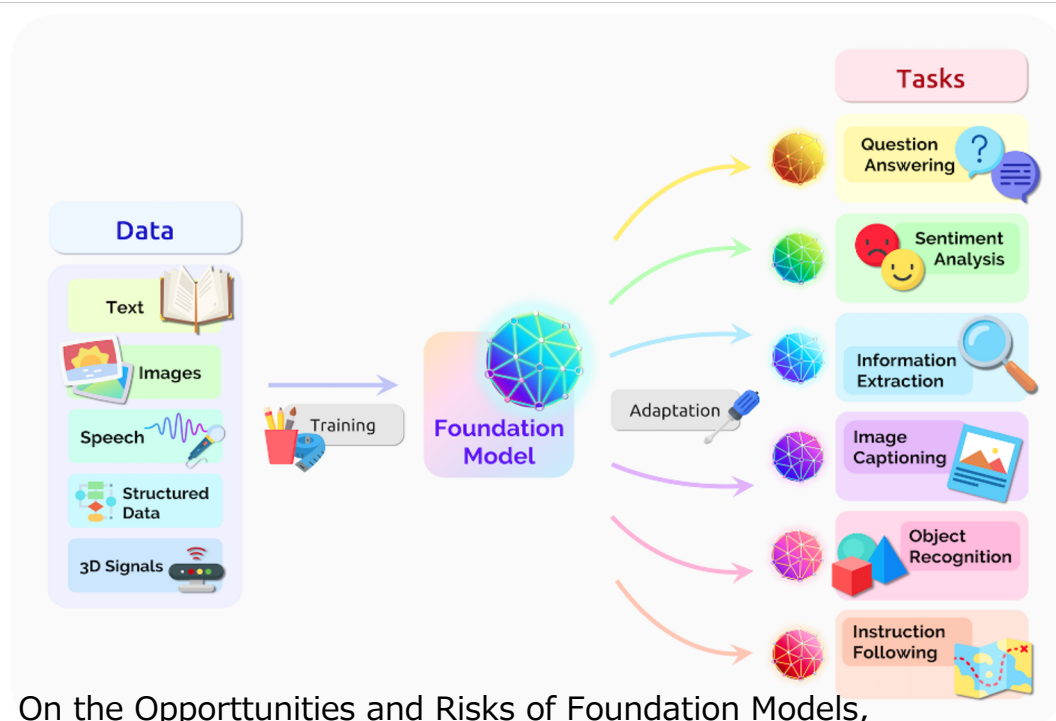 Tasks
Question
Answering
?
Data
Sentiment
Analysis
Text
Images
Information
Extraction
Training
Foundation
Model
Adaptation
Speech
Image
Captioning
Structured
Data
Object
Recognition
3D Signals
Instruction
Following
On the Opporttunities and Risks of Foundation Models,